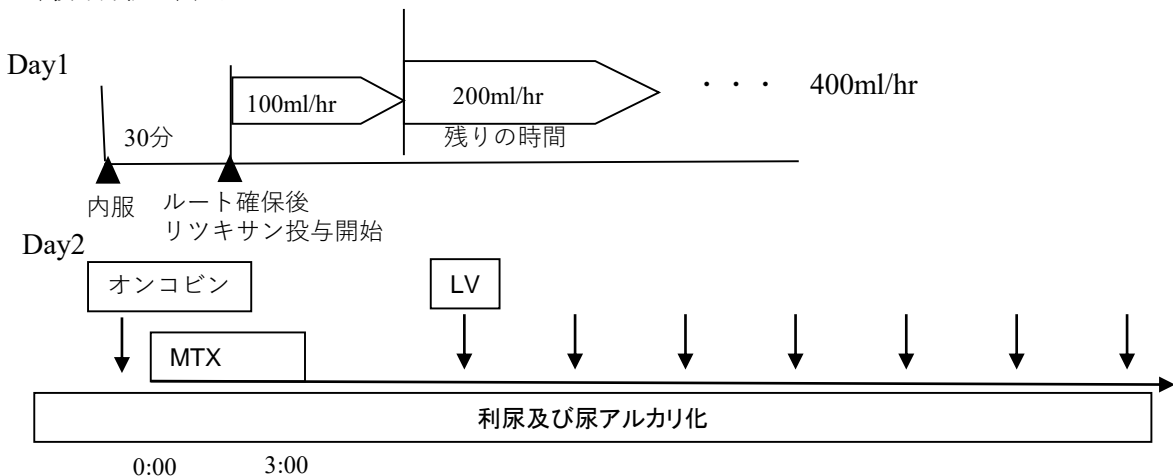 Day1
100ml/hr
200ml/hr
・ ・ ・ 400ml/hr
30分
残りの時間
内服
ルート確保後
リツキサン投与開始
Day2
オンコビン
LV
MTX
利尿及び尿アルカリ化
0:00
3:00